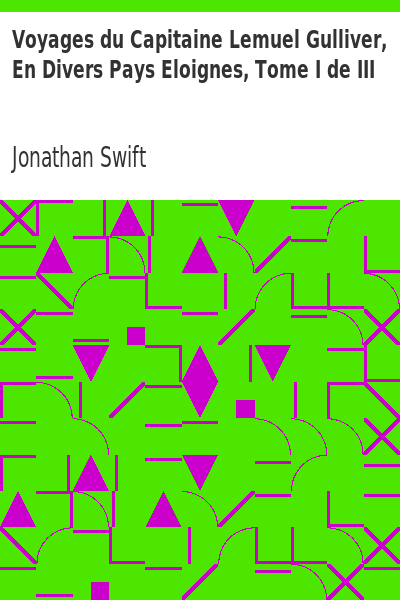 Voyages du Capitaine Lemuel Gulliver,
En Divers Pays Eloignes, Tome I de III
Jonathan Swift